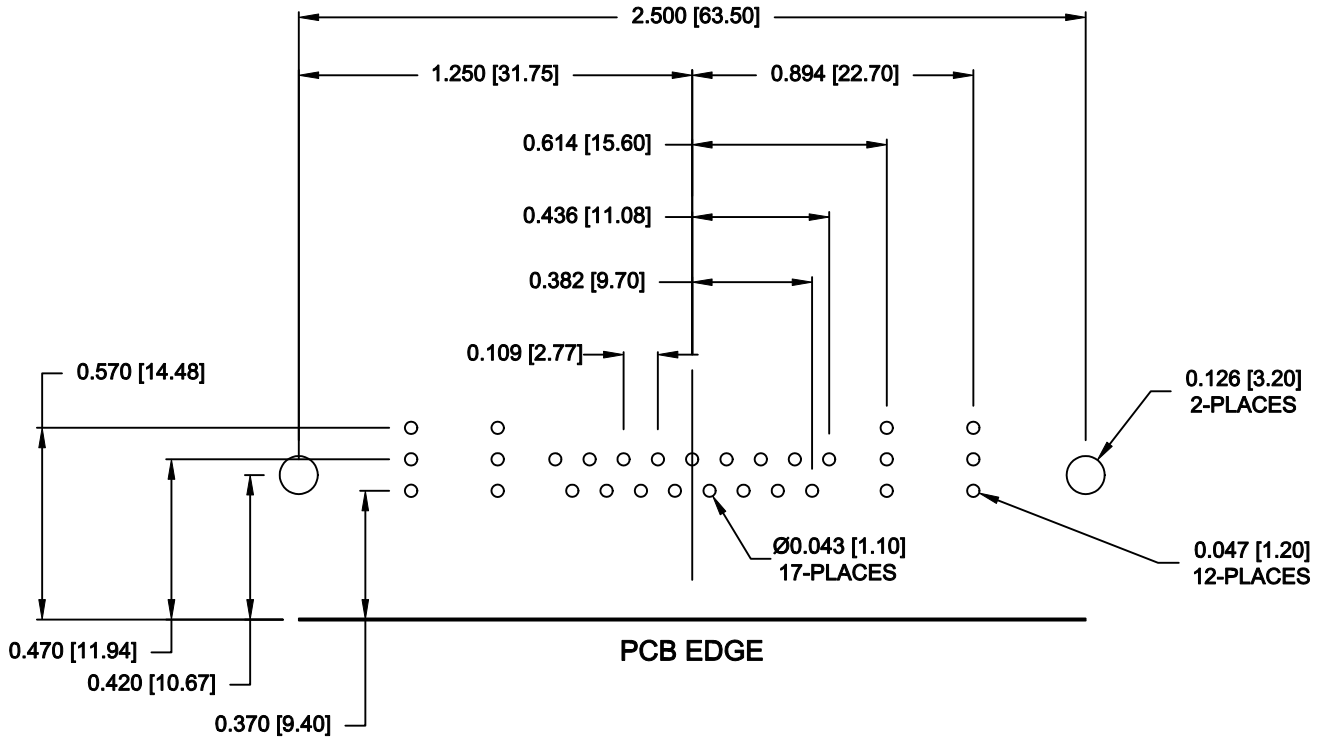 2.500 [63.50]
1.250 [31.75]
0.894 [22.70]
0.614 [15.60]
0.436 [11.08]
0.382 [9.70]
0.109 [2.77]
0.570 [14.48]
0.126 [3.20]
2-PLACES
Ø0.043 [1.10]
17-PLACES
0.047 [1.20]
12-PLACES
0.470 [11.94]
PCB EDGE
0.420 [10.67]
0.370 [9.40]